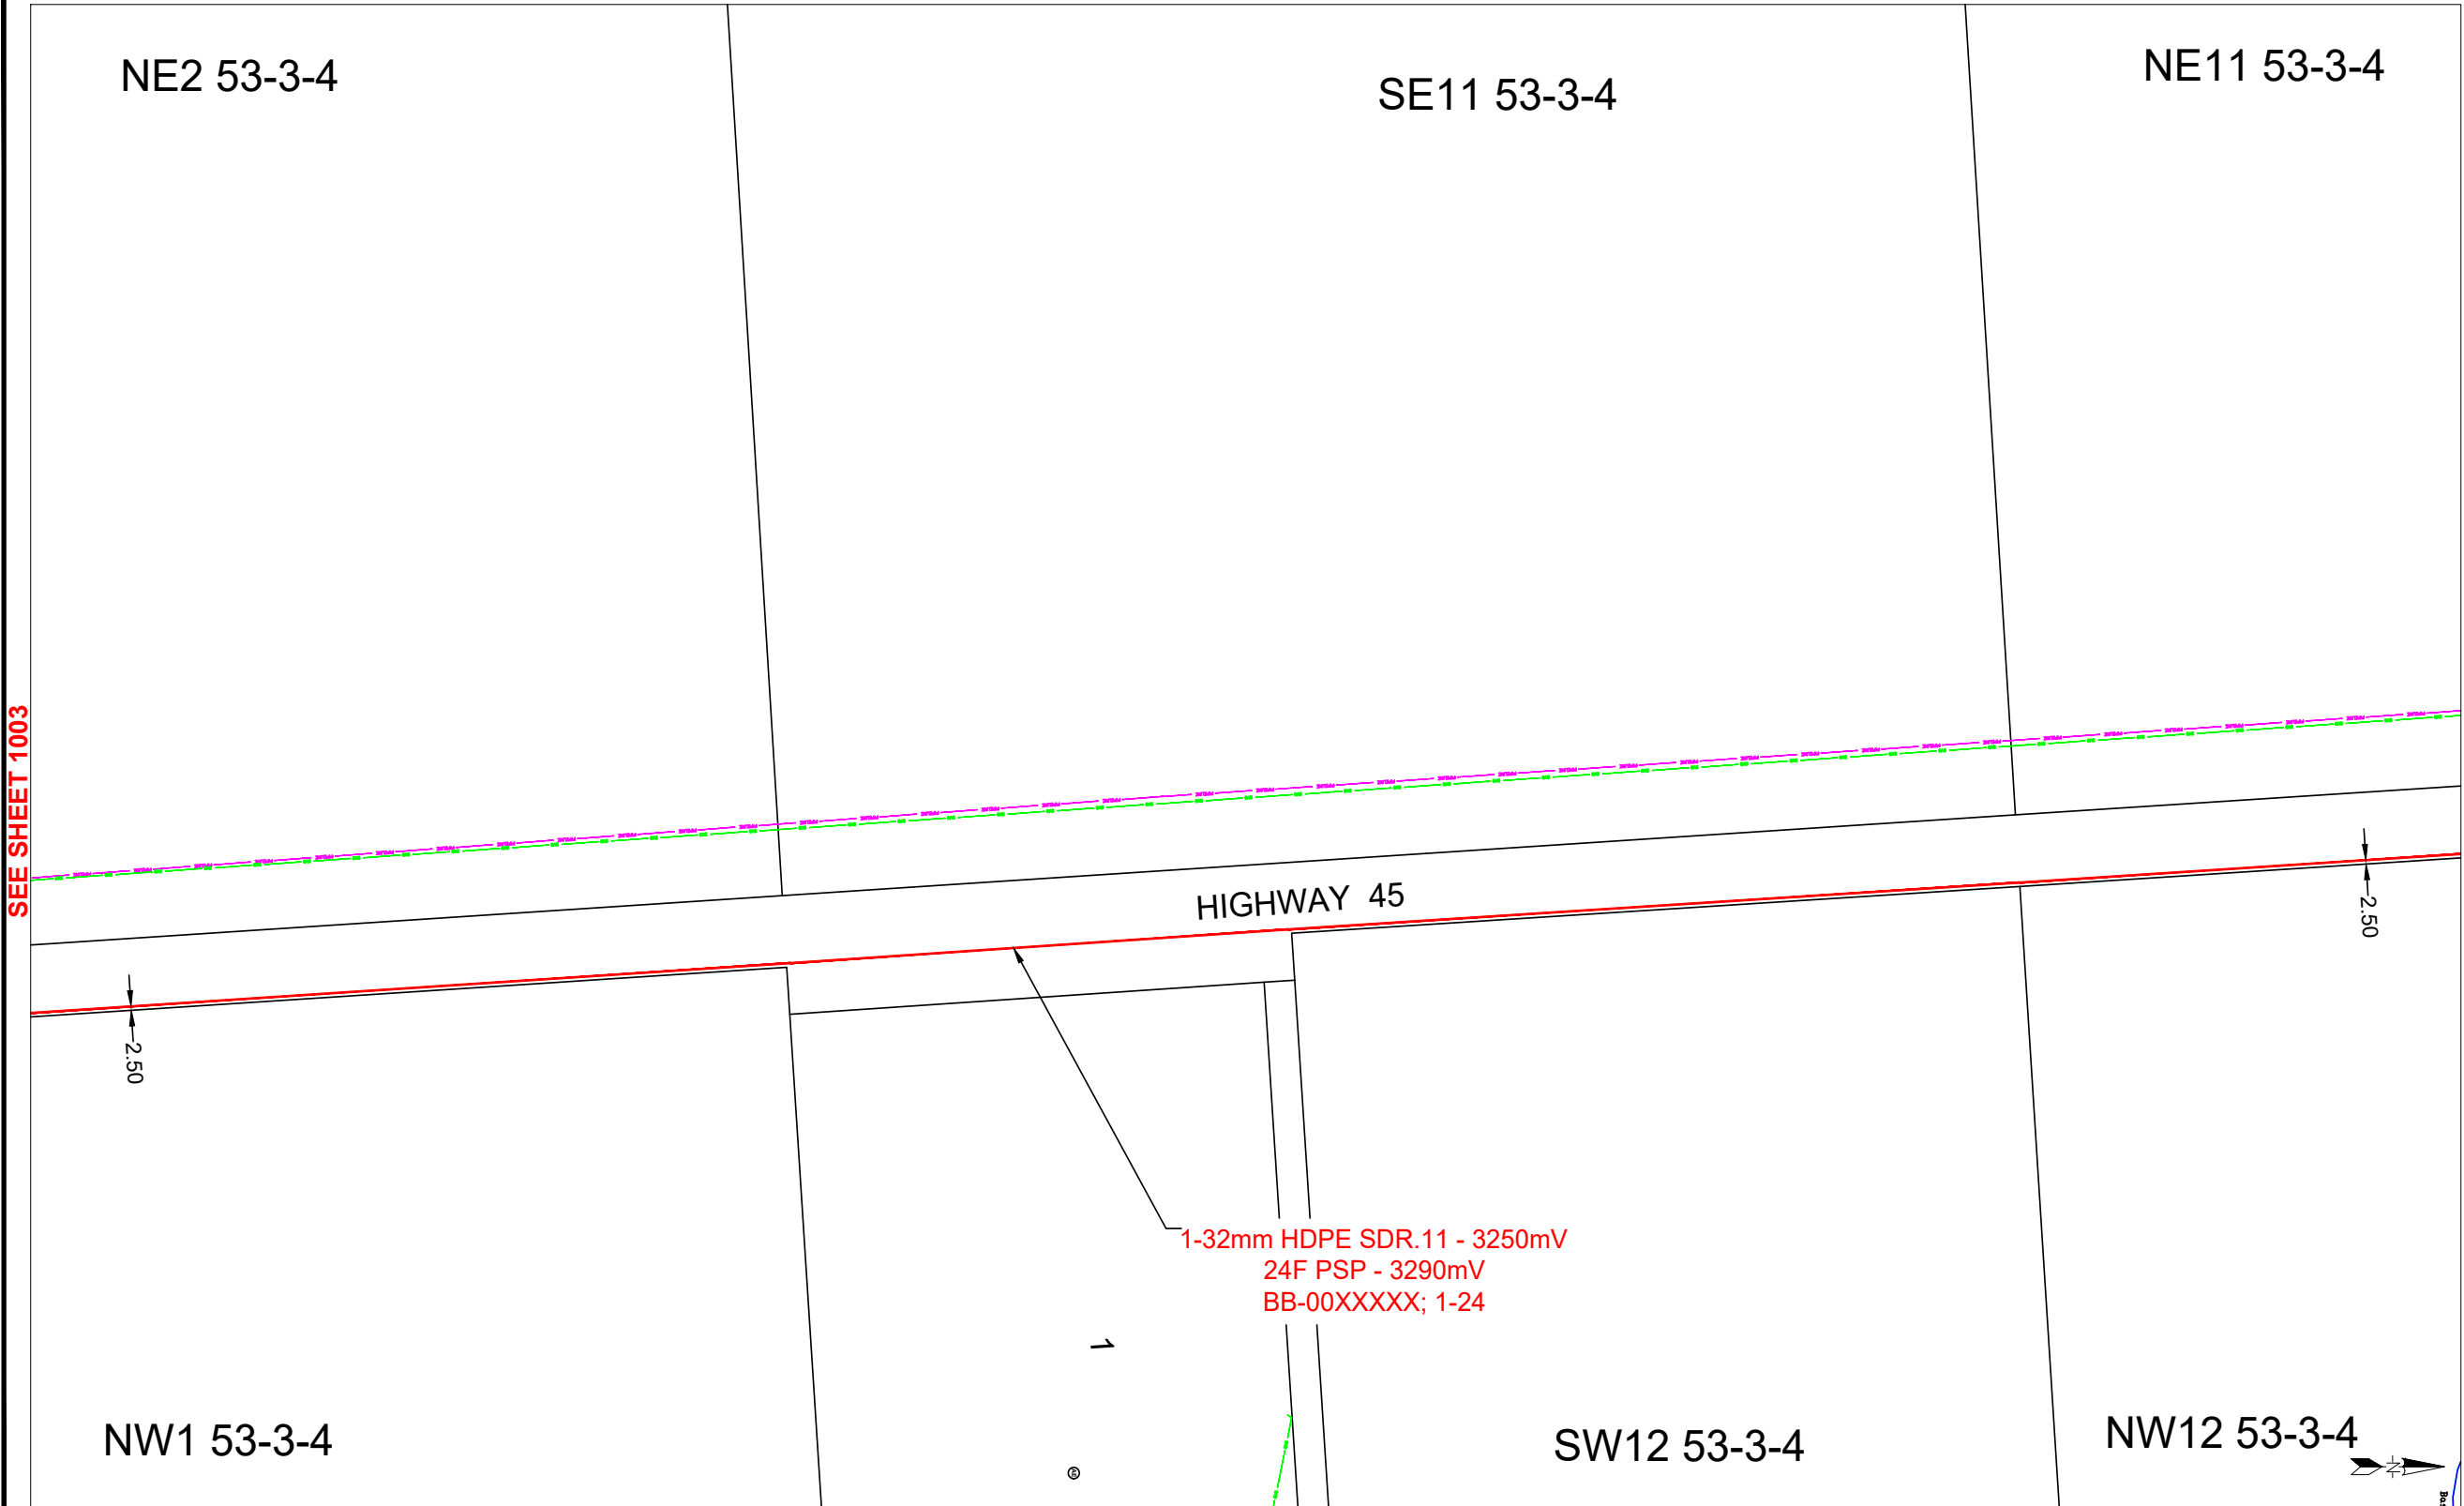 NE2 53-3-4
SE11 53-3-4
NE11 53-3-4
SEE SHEET 1003
HIGHWAY 45
2.50
2.50
1-32mm HDPE SDR.11 - 3250mV
24F PSP - 3290mV
BB-00XXXXX; 1-24
1
NW1 53-3-4
SW12 53-3-4
NW12 53-3-4
N